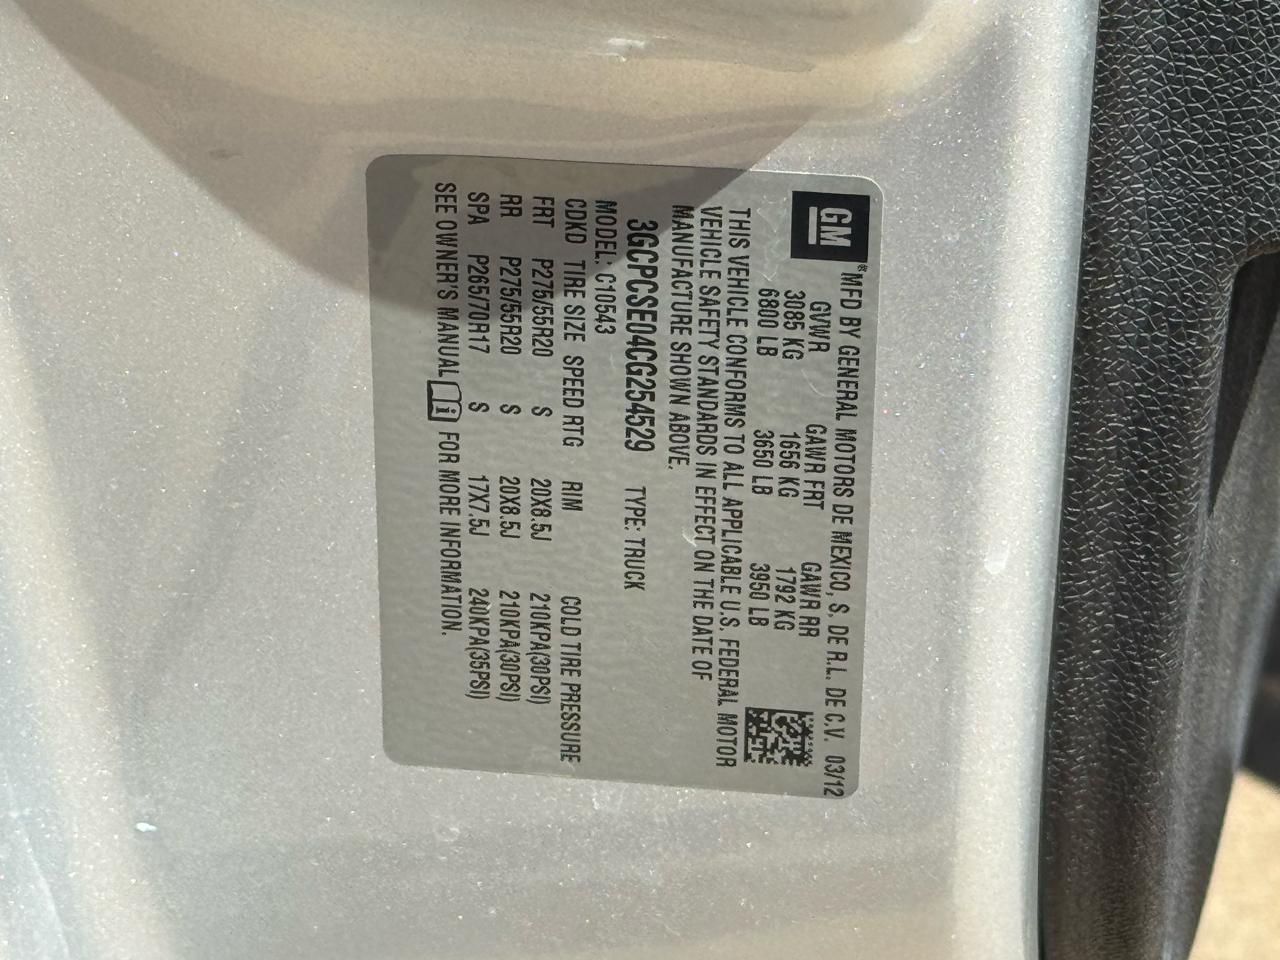 GM
MFD BY GENERAL MOTORS DE MEXICO, S. DE R.L. DE C.V. 03/12
GVWR GAWR FRT GAWR RR
3085 KG 1656 KG 1792 KG
6800 LB 3650 LB 3950 LB
THIS VEHICLE CONFORMS TO ALL APPLICABLE U.S. FEDERAL MOTOR
VEHICLE SAFETY STANDARDS IN EFFECT ON THE DATE OF
MANUFACTURE SHOWN ABOVE.
3GCPCSE04CG254529 TYPE: TRUCK
MODEL: C10543
CDKD TIRE SIZE SPEED RTG RIM COLD TIRE PRESSURE
FRT P275/55R20 S 20X8.5J 210KPA(30PSI)
RR P275/55R20 S 20X8.5J 210KPA(30PSI)
SPA P265/70R17 S 17X7.5J 240KPA(35PSI)
SEE OWNER'S MANUAL FOR MORE INFORMATION.